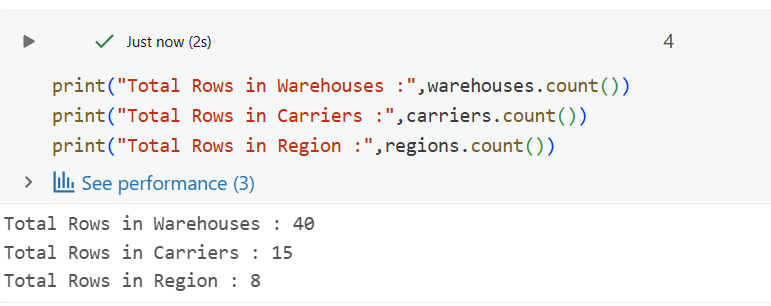 Just now (2s) 4
print("Total Rows in Warehouses :",warehouses.count())
print("Total Rows in Carriers :",carriers.count())
print("Total Rows in Region :",regions.count())
See performance (3)
Total Rows in Warehouses : 40
Total Rows in Carriers : 15
Total Rows in Region : 8